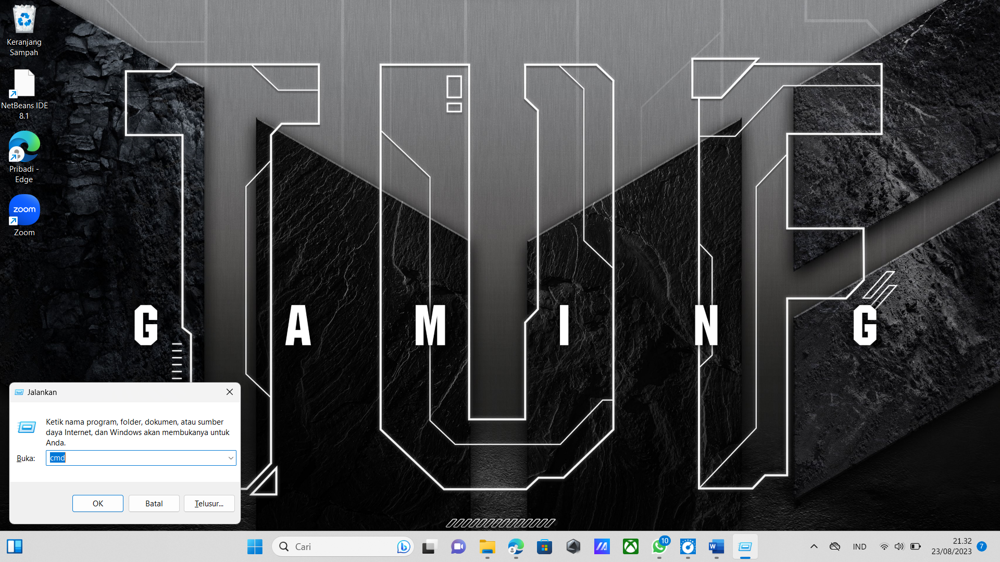 Keranjang
Sampah
NetBeans IDE
8.1
Pribadi -
Edge
zoom
Zoom
TUF
GAMING
Jalankan
Ketik nama program, folder, dokumen, atau sumber
daya Internet, dan Windows akan membukanya untuk
Anda.
Buka: cmd
OK Batal Telusur...
Cari
10
W
IND
21.32
23/08/2023
7